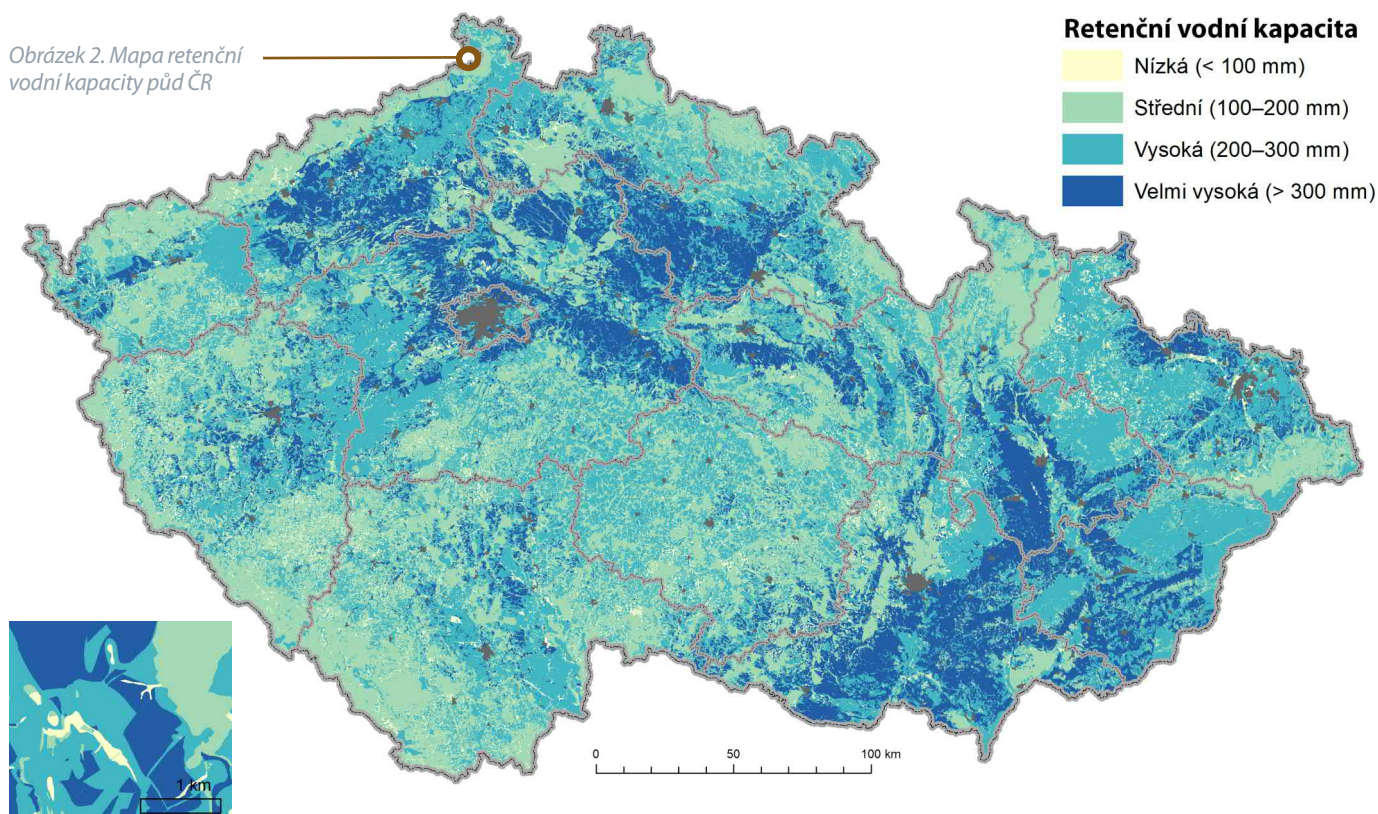 Obrázek 2. Mapa retenční
vodní kapacity půd ČR
Retenční vodní kapacita
Nízká (< 100 mm)
Střední (100–200 mm)
Vysoká (200–300 mm)
Velmi vysoká (> 300 mm)
0 50 100 km
1 km